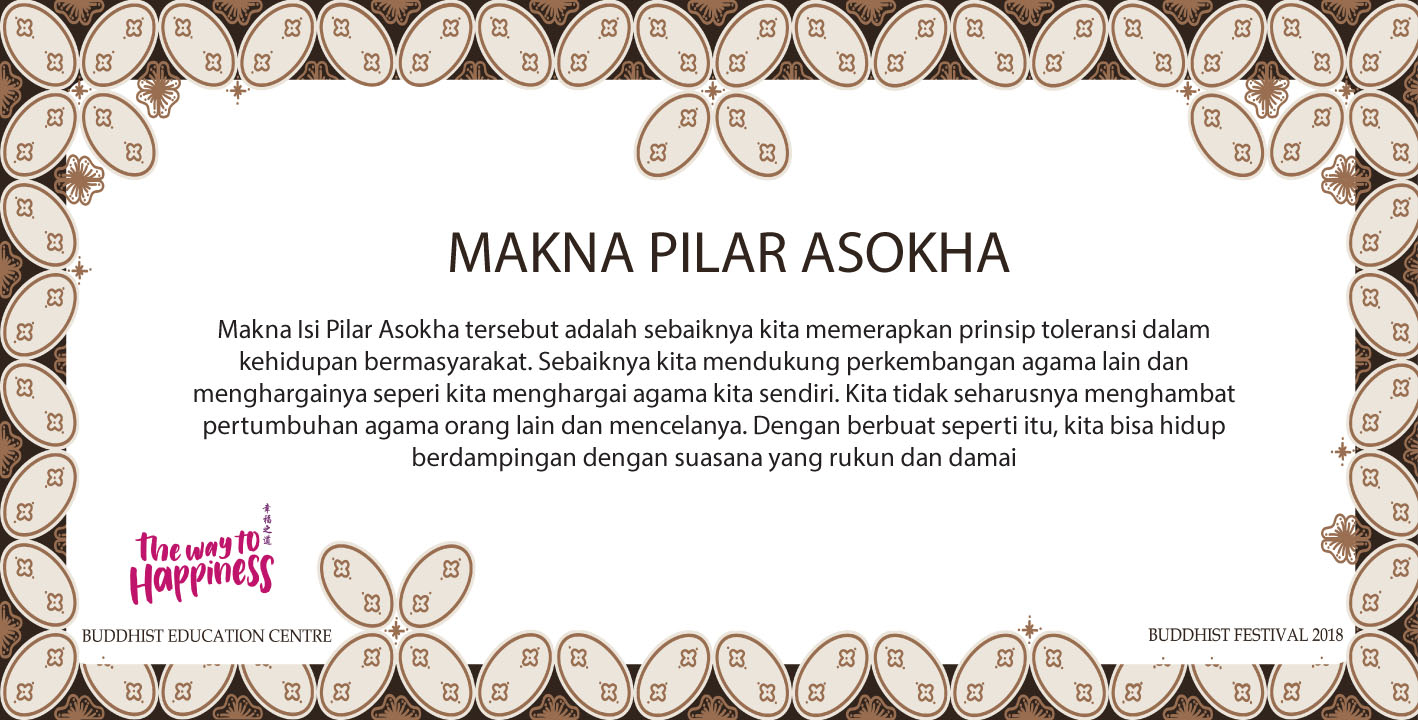 MAKNA PILAR ASOKHA
Makna Isi Pilar Asokha tersebut adalah sebaiknya kita memerapkan prinsip toleransi dalam
kehidupan bermasyarakat. Sebaiknya kita mendukung perkembangan agama lain dan
menghargainya seperi kita menghargai agama kita sendiri. Kita tidak seharusnya menghambat
pertumbuhan agama orang lain dan mencelanya. Dengan berbuat seperti itu, kita bisa hidup
berdampingan dengan suasana yang rukun dan damai
幸福之道
The way to
Happiness
BUDDHIST EDUCATION CENTRE
BUDDHIST FESTIVAL 2018